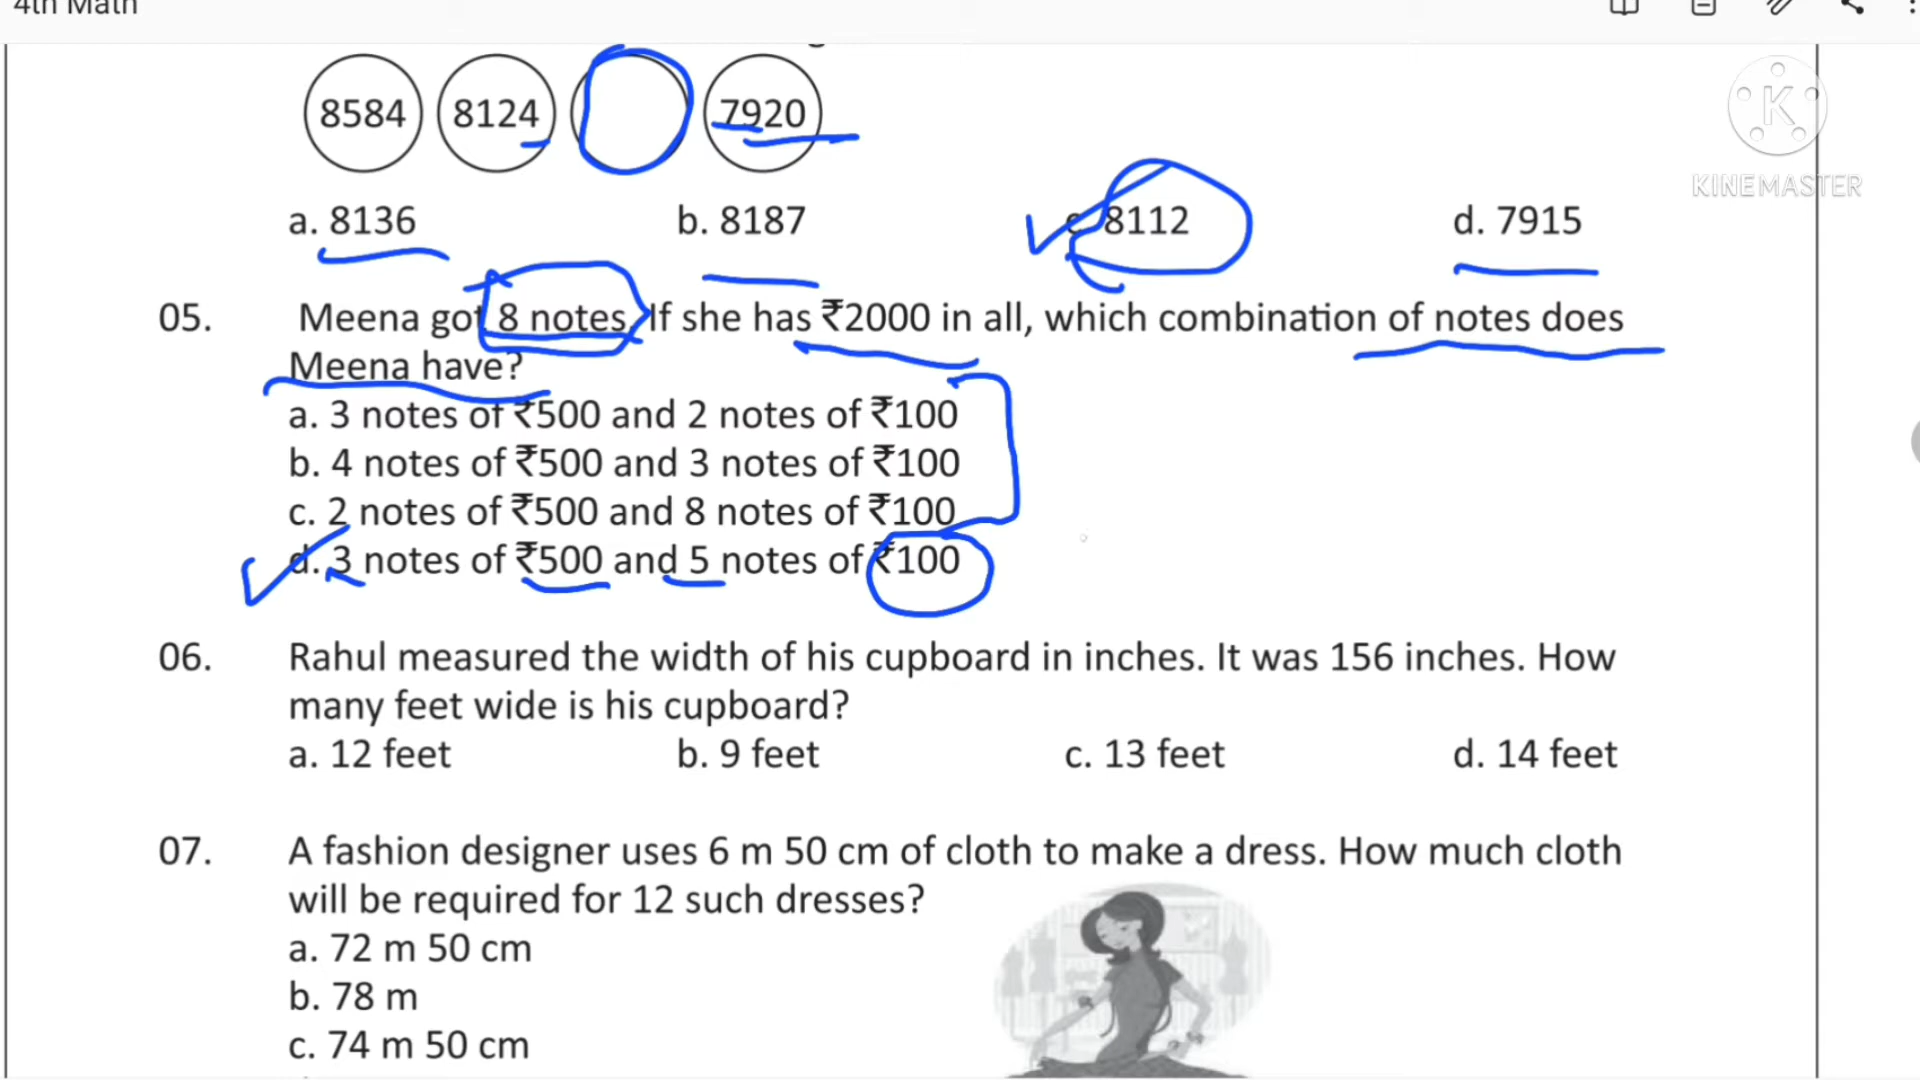 4th Math
8584 8124 7920
KINEMASTER
a. 8136 b. 8187 c. 8112 d. 7915
05. Meena got 8 notes. If she has ₹2000 in all, which combination of notes does
Meena have?
a. 3 notes of ₹500 and 2 notes of ₹100
b. 4 notes of ₹500 and 3 notes of ₹100
c. 2 notes of ₹500 and 8 notes of ₹100
d. 3 notes of ₹500 and 5 notes of ₹100
06. Rahul measured the width of his cupboard in inches. It was 156 inches. How
many feet wide is his cupboard?
a. 12 feet b. 9 feet c. 13 feet d. 14 feet
07. A fashion designer uses 6 m 50 cm of cloth to make a dress. How much cloth
will be required for 12 such dresses?
a. 72 m 50 cm
b. 78 m
c. 74 m 50 cm